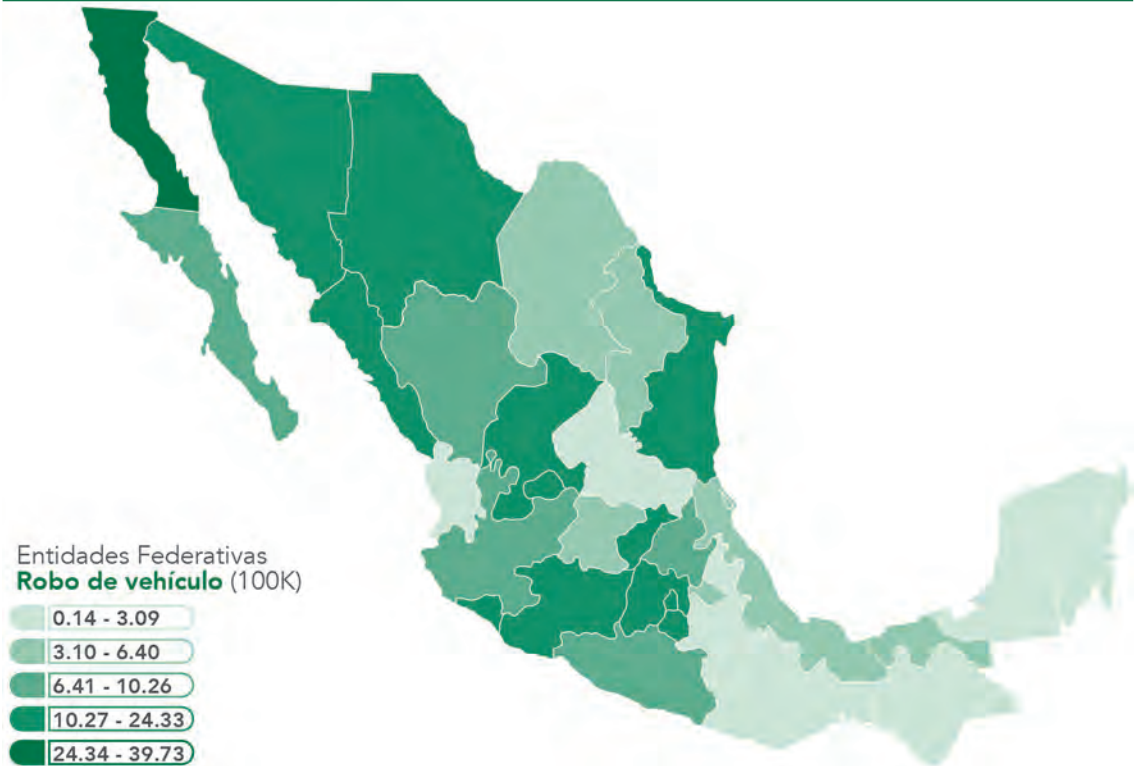 Entidades Federativas
Robo de vehículo (100K)
0.14 - 3.09
3.10 - 6.40
6.41 - 10.26
10.27 - 24.33
24.34 - 39.73